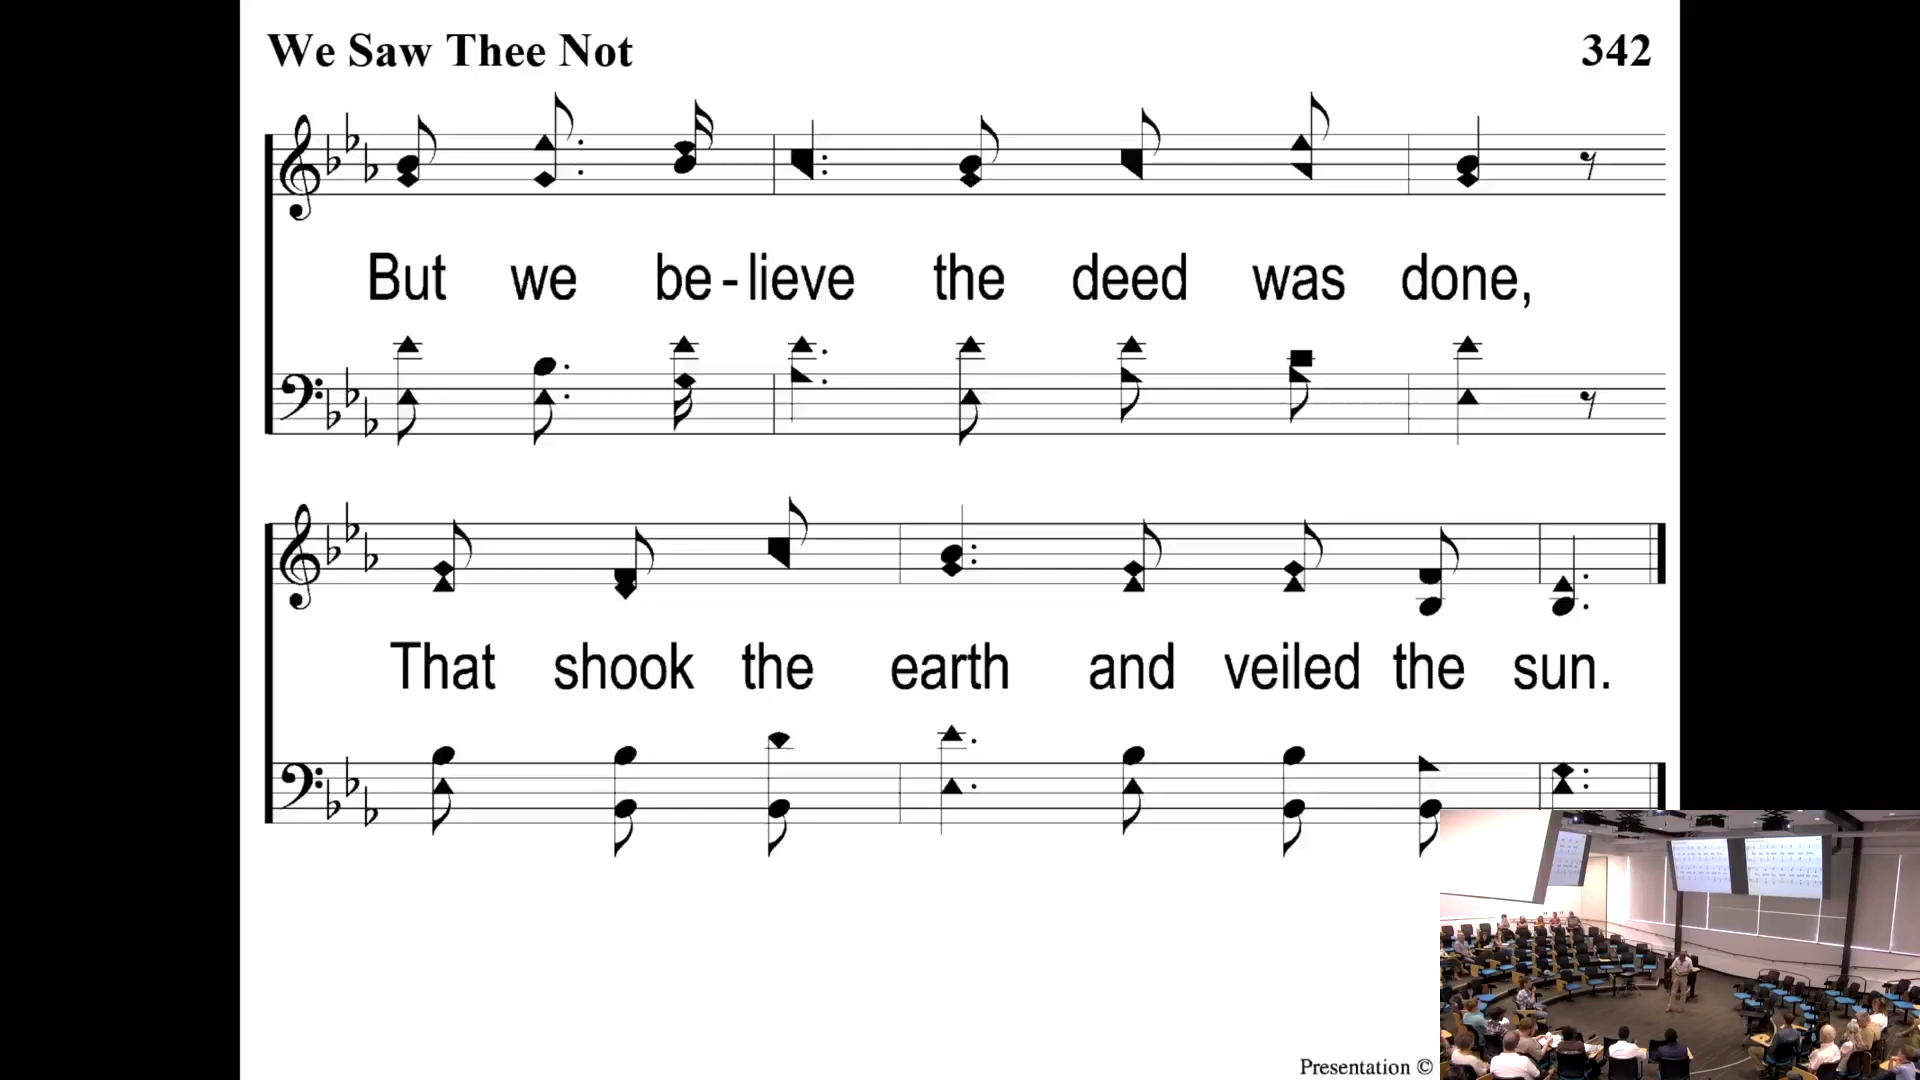 We Saw Thee Not 342
But we be-lieve the deed was done,
That shook the earth and veiled the sun.
Presentation ©